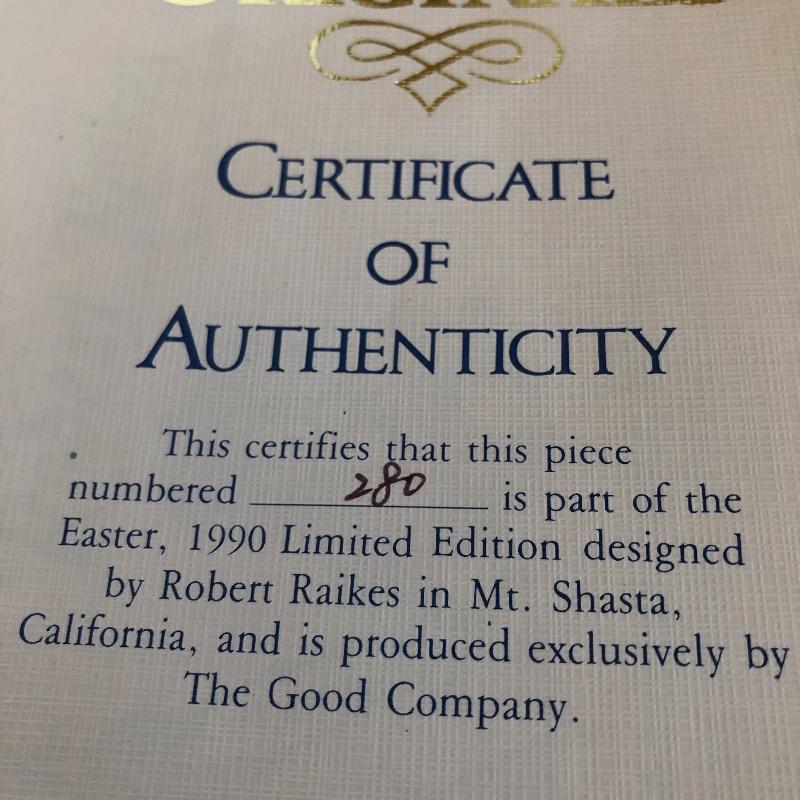 CERTIFICATE
OF
AUTHENTICITY
This certifies that this piece
numbered 280 is part of the
Easter, 1990 Limited Edition designed
by Robert Raikes in Mt. Shasta,
California, and is produced exclusively by
The Good Company.